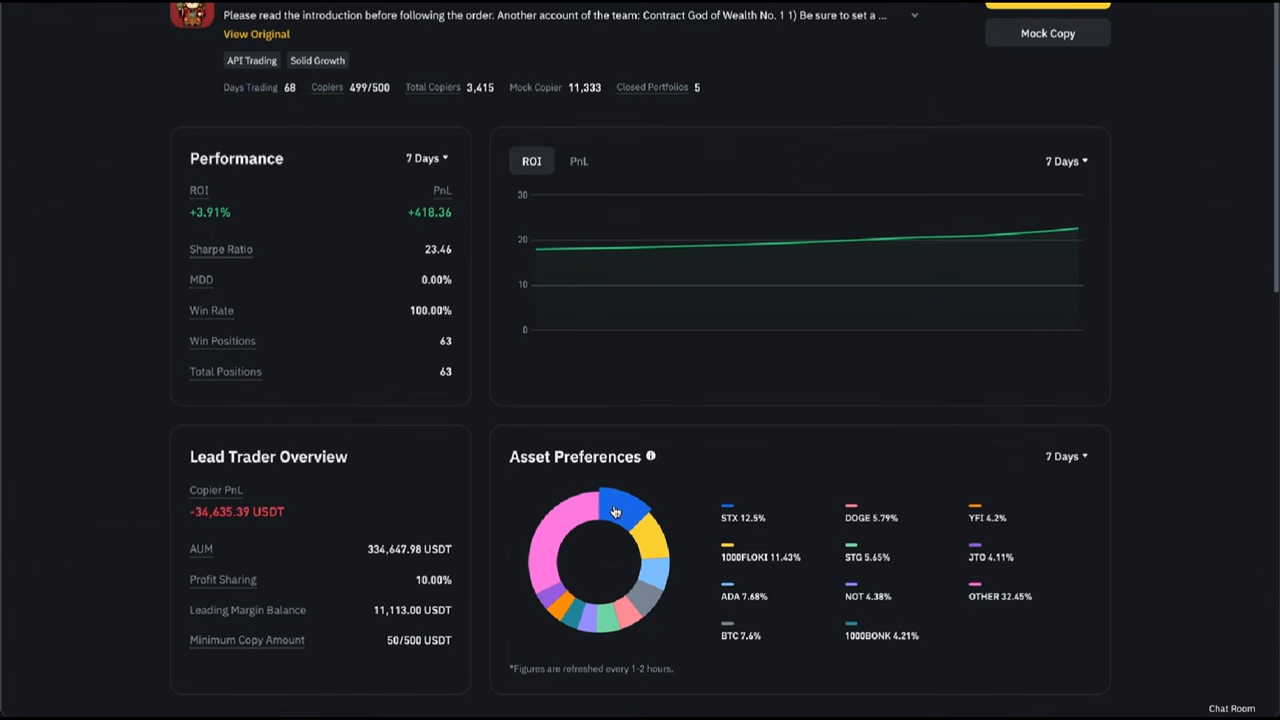 Please read the introduction before following the order. Another account of the team: Contract God of Wealth No. 1 1) Be sure to set a ...
View Original
Mock Copy
API Trading Solid Growth
Days Trading 68 Copiers 499/500 Total Copiers 3,415 Mock Copier 11,333 Closed Portfolios 5
Performance
7 Days
ROI PnL
+3.91% +418.36
Sharpe Ratio 23.46
MDD 0.00%
Win Rate 100.00%
Win Positions 63
Total Positions 63
ROI PnL
7 Days
30
20
10
0
Lead Trader Overview
Copier PnL
-34,635.39 USDT
AUM 334,647.98 USDT
Profit Sharing 10.00%
Leading Margin Balance 11,113.00 USDT
Minimum Copy Amount 50/500 USDT
Asset Preferences
7 Days
STX 12.5% DOGE 5.79% YFI 4.2%
1000FLOKI 11.43% STG 5.65% JTO 4.11%
ADA 7.68% NOT 4.38% OTHER 32.45%
BTC 7.6% 1000BONK 4.21%
*Figures are refreshed every 1-2 hours.
Chat Room